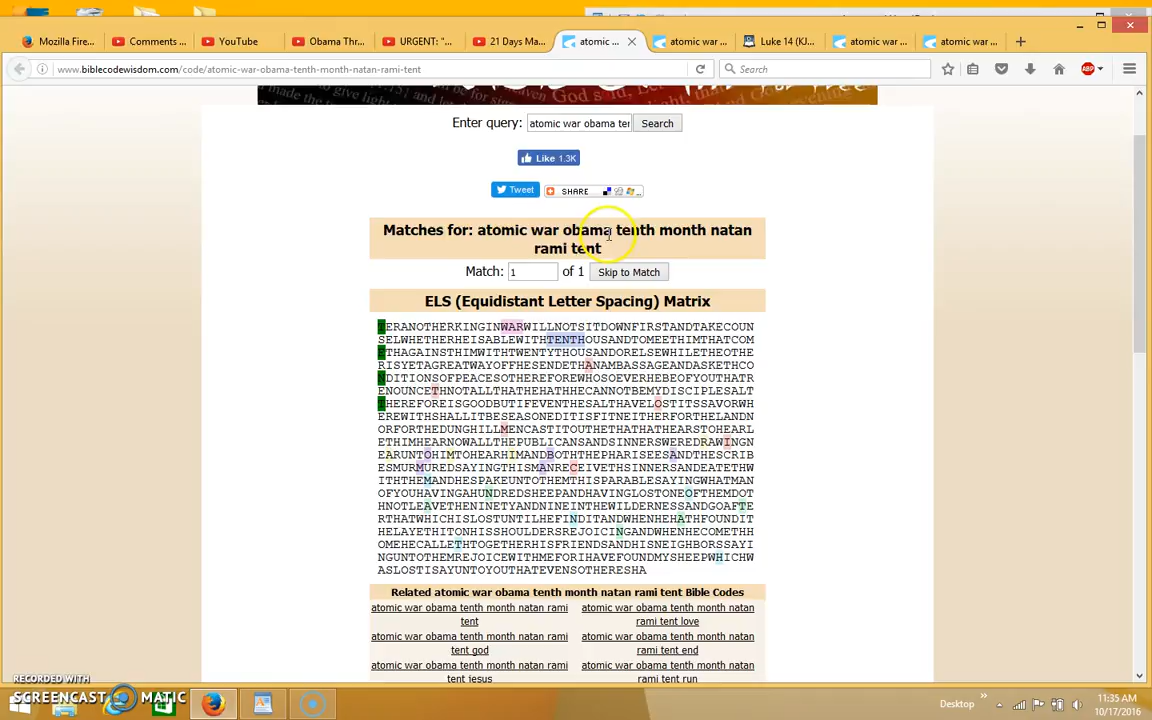 Mozilla Fire...
Comments ...
YouTube
Obama Thr...
URGENT: "...
21 Days Ma...
atomic ...
atomic war ...
Luke 14 (KJ...
atomic war ...
atomic war ...
www.biblecodewisdom.com/code/atomic-war-obama-tenth-month-natan-rami-tent
Search
ABP
Enter query: atomic war obama ter Search
Like 1.3K
Tweet
SHARE
Matches for: atomic war obama tenth month natan
rami tent
Match: 1 of 1 Skip to Match
ELS (Equidistant Letter Spacing) Matrix
TERANOTHERKINGINWARWILLNOTSITDOWNFIRSTANDTAKECOUN
SELWHETHERHEISABLEWITHTENTHOUSANDTOMEETHIMTHATCOM
ETHAGAINSTHIMWITHTWENTYTHOUSANDORELSEWHILETHEOTHE
RISYETAGREATWAYOFFHESENDETHANAMBASSAGEANDASKETHCO
NDITIONSOFPEACESOTHEREFOREWHOSOEVERHEBEOFYOUTHATR
ENOUNCETHNOTALLTHATHEHATHHECANNOTBEMYDISCIPLESALT
THEREFOREISGOODBUTIFEVENTHESALTHAVELOSTITSSAVORWH
EREWITHSHALLITBESEASONEDITISFITNEITHERFORTHELANDN
ORFORTHEDUNGHILLMENCASTITOUTHETHATHATHEARSTOHEARL
ETHIMHEARNOWALLTHEPUBLICANSANDSINNERSWEREDRAWINGN
EARUNTOHIMTOHEARHIMANDBOTHTHEPHARISEESANDTHESCRIB
ESMURMUREDSAYINGTHISMANRECEIVETHSINNERSANDEATETHW
ITHTHEMANDHESPAKEUNTOTHEMTHISPARABLESAYINGWHATMAN
OFYOUHAVINGAHUNDREDSHEEPANDHAVINGLOSTONEOFTHEMDOT
HNOTLEAVETHENINETYANDNINEINTHEWILDERNESSANDGOAFTE
RTHATWHICHISLOSTUNTILHEFINDITANDWHENHEHATHFOUNDIT
HELAYETHITONHISSHOULDERSREJOICINGANDWHENHECOMETHH
OMEHECALLETHTOGETHERHISFRIENDSANDHISNEIGHBORSSAYI
NGUNTOTHEMREJOICEWITHMEFORIHAVEFOUNDMYSHEEPWHICHW
ASLOSTISAYUNTOYOUTHATEVENSOTHERESHA
Related atomic war obama tenth month natan rami tent Bible Codes
atomic war obama tenth month natan rami
tent
atomic war obama tenth month natan
rami tent love
atomic war obama tenth month natan rami
tent god
atomic war obama tenth month natan
rami tent end
atomic war obama tenth month natan rami
tent jesus
atomic war obama tenth month natan
rami tent run
RECORDED WITH
SCREENCAST MATIC
Desktop
11:35 AM
10/17/2016